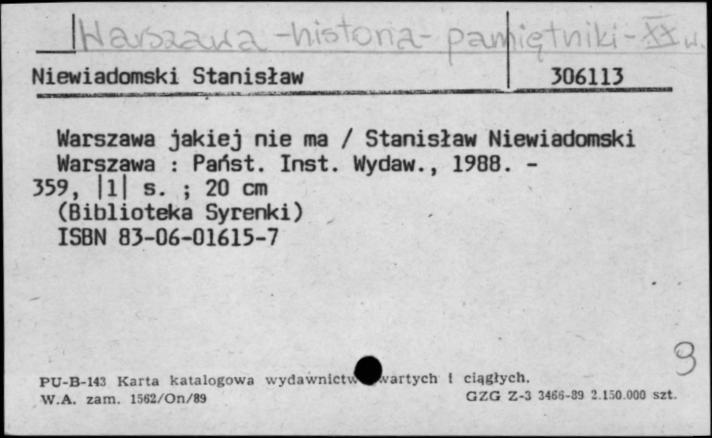 Warszawa - historia - pamiętniki - XX w.
Niewiadomski Stanisław 306113
Warszawa jakiej nie ma / Stanisław Niewiadomski
Warszawa : Państ. Inst. Wydaw., 1988. -
359, |1| s. ; 20 cm
(Biblioteka Syrenki)
ISBN 83-06-01615-7
9
PU-B-143 Karta katalogowa wydawnictw wartych i ciągłych.
W.A. zam. 1562/On/89 GZG Z-3 3466-89 2.150.000 szt.